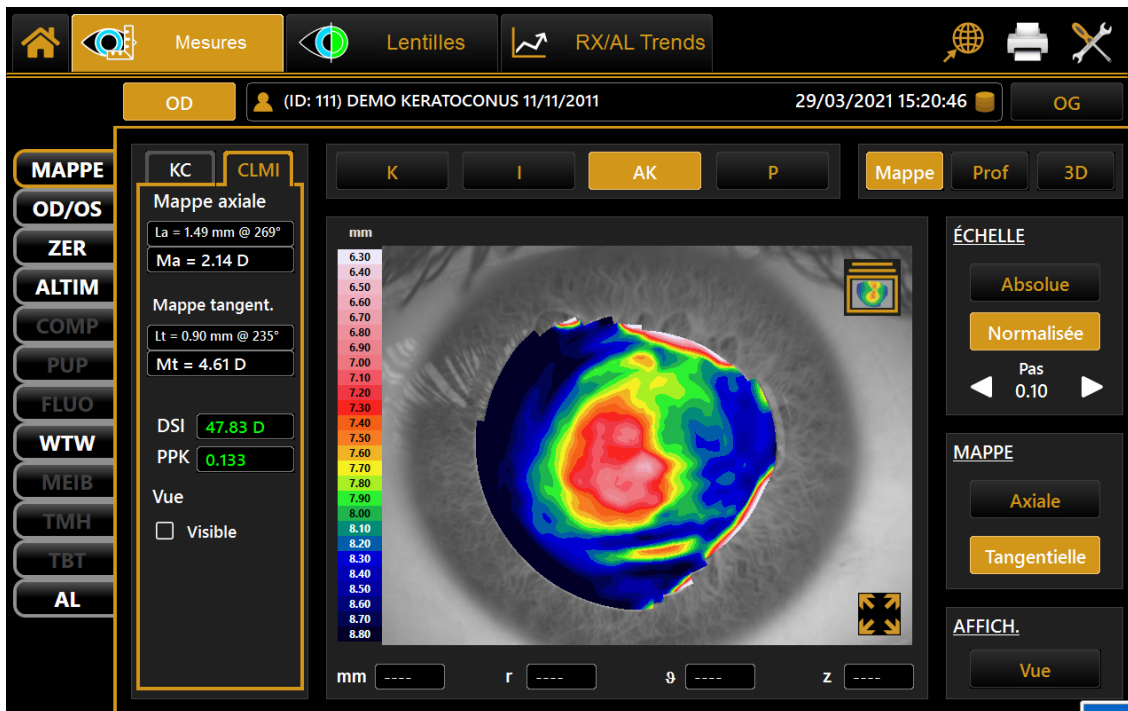 Mesures
Lentilles
RX/AL Trends
OD
(ID: 111) DEMO KERATOCONUS 11/11/2011
29/03/2021 15:20:46
OG
MAPPE
OD/OS
ZER
ALTIM
COMP
PUP
FLUO
WTW
MEIB
TMH
TBT
AL
KC
CLMI
Mappe axiale
La = 1.49 mm @ 269°
Ma = 2.14 D
Mappe tangent.
Lt = 0.90 mm @ 235°
Mt = 4.61 D
DSI 47.83 D
PPK 0.133
Vue
Visible
K
I
AK
P
Mappe
Prof
3D
mm
6.30
6.40
6.50
6.60
6.70
6.80
6.90
7.00
7.10
7.20
7.30
7.40
7.50
7.60
7.70
7.80
7.90
8.00
8.10
8.20
8.30
8.40
8.50
8.60
8.70
8.80
mm ----
r ----
ϑ ----
z ----
ÉCHELLE
Absolue
Normalisée
Pas
0.10
MAPPE
Axiale
Tangentielle
AFFICH.
Vue